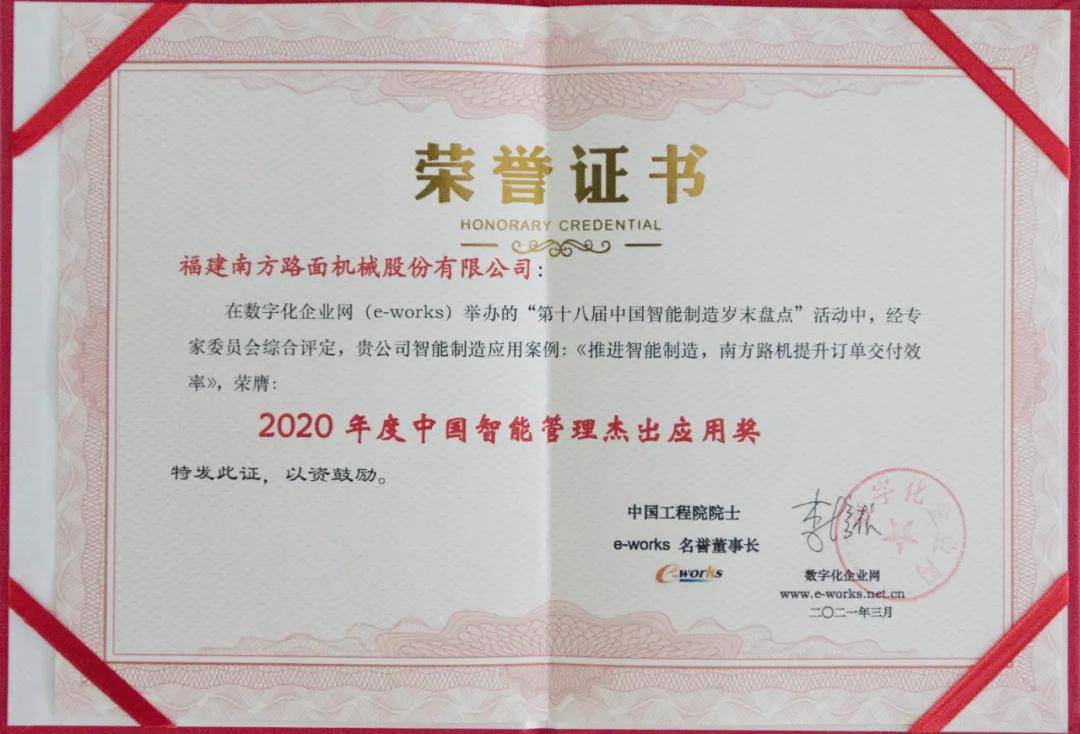 荣誉证书
HONORARY CREDENTIAL
福建南方路面机械股份有限公司：
在数字化企业网（e-works）举办的“第十八届中国智能制造岁末盘点”活动中，经专
家委员会综合评定，贵公司智能制造应用案例：《推进智能制造，南方路机提升订单交付效
率》，荣膺：
2020 年度中国智能管理杰出应用奖
特发此证，以资鼓励。
中国工程院院士
e-works 名誉董事长
e-works
数字化企业网
数字化企业网
www.e-works.net.cn
二〇二一年三月